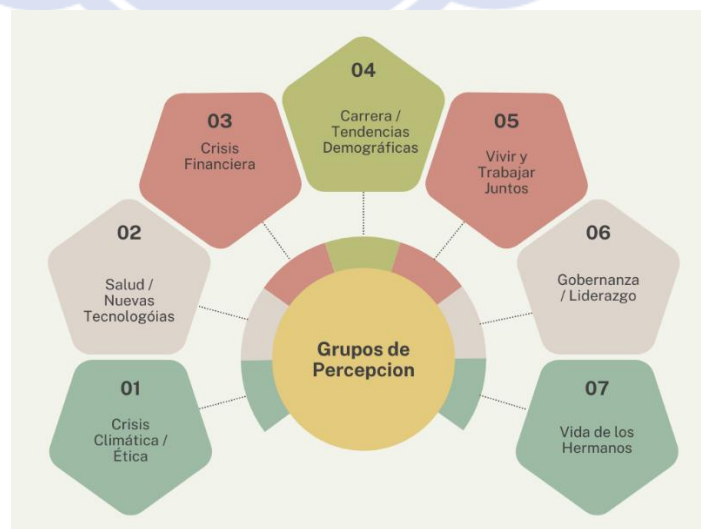 01
Crisis
Climática /
Ética
02
Salud /
Nuevas
Tecnologóias
03
Crisis
Financiera
04
Carrera /
Tendencias
Demográficas
05
Vivir y
Trabajar
Juntos
06
Gobernanza
/ Liderazgo
07
Vida de los
Hermanos
Grupos de
Percepcion